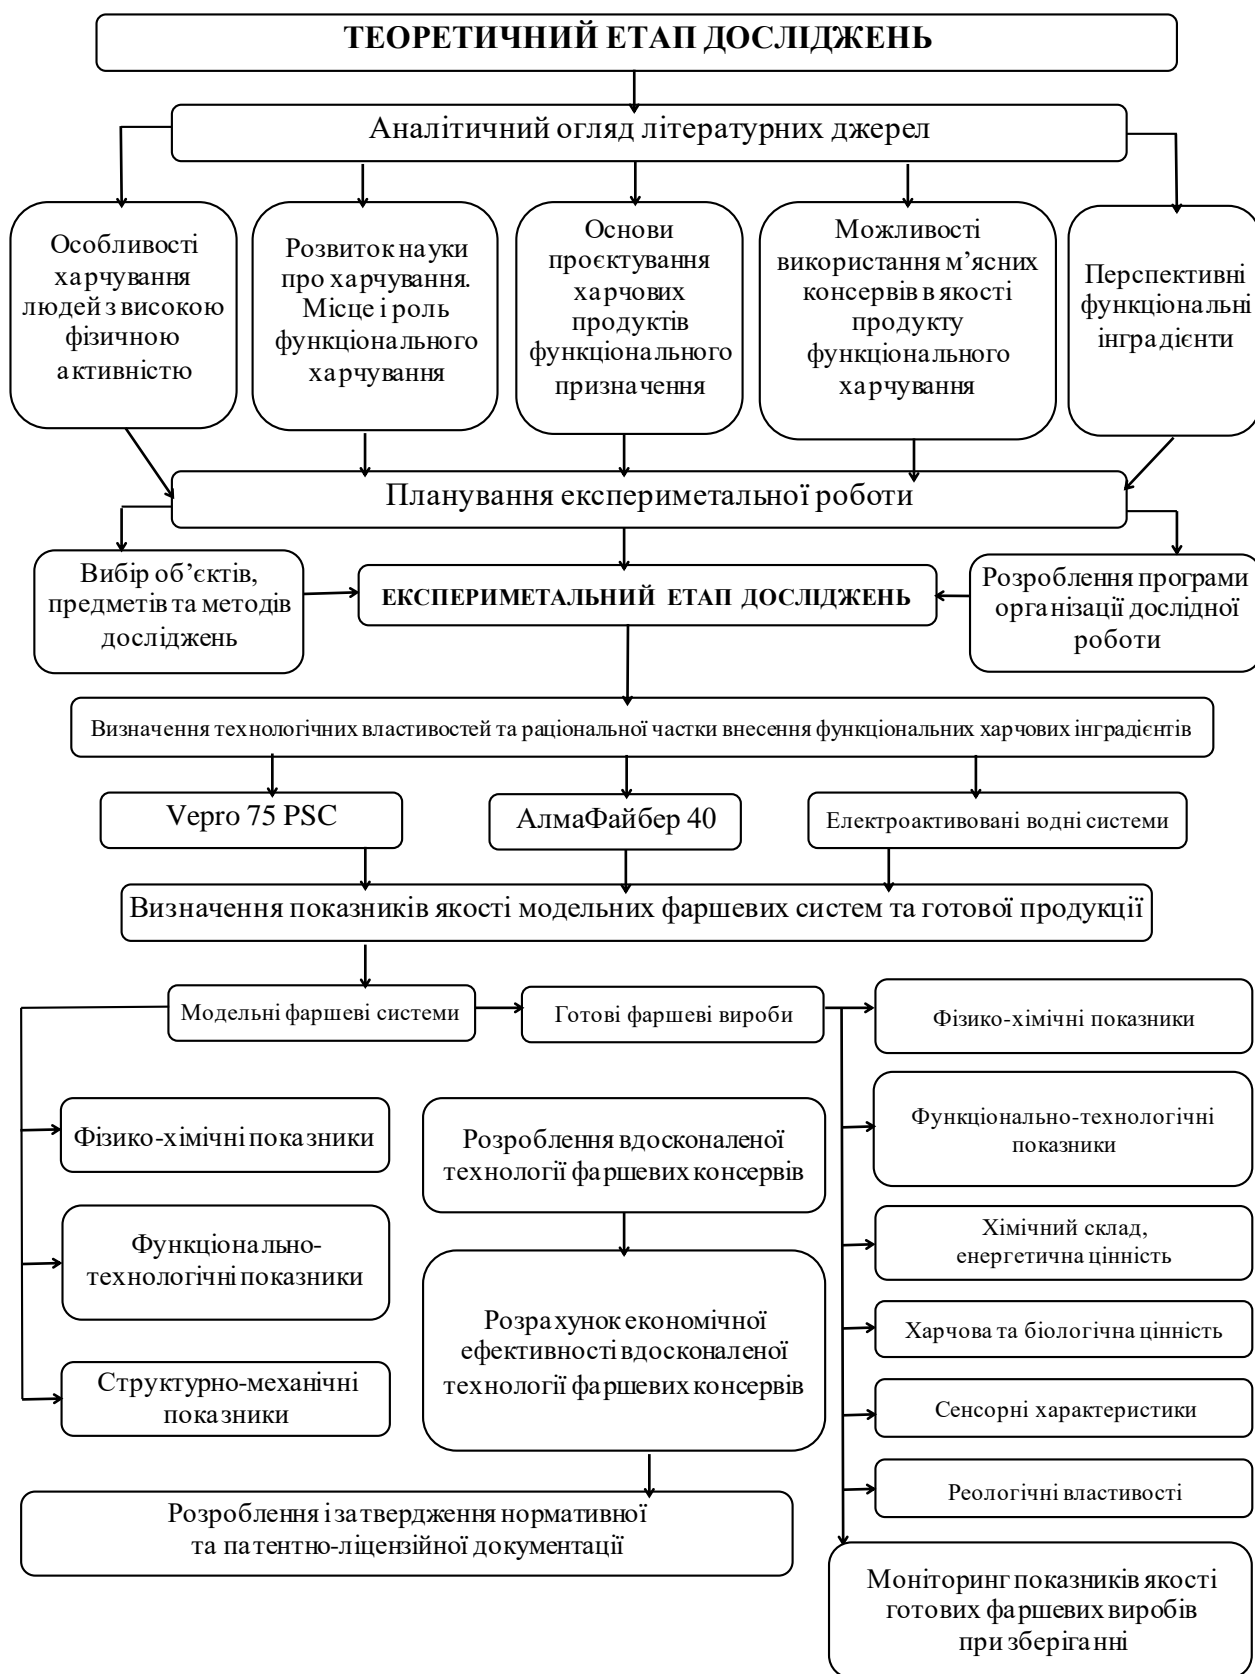 ТЕОРЕТИЧНИЙ ЕТАП ДОСЛІДЖЕНЬ
Аналітичний огляд літературних джерел
Особливості
харчування
людей з високою
фізичною
активністю
Розвиток науки
про харчування.
Місце і роль
функціонального
харчування
Основи
проєктування
харчових
продуктів
функціонального
призначення
Можливості
використання м’ясних
консервів в якості
продукту
функціонального
харчування
Перспективні
функціональні
інградієнти
Планування експериметальної роботи
Вибір об’єктів,
предметів та методів
досліджень
ЕКСПЕРИМЕТАЛЬНИЙ ЕТАП ДОСЛІДЖЕНЬ
Розроблення програми
організації дослідної
роботи
Визначення технологічних властивостей та раціональної частки внесення функціональних харчових інградієнтів
Vepro 75 PSC
АлмаФайбер 40
Електроактивовані водні системи
Визначення показників якості модельних фаршевих систем та готової продукції
Модельні фаршеві системи
Готові фаршеві вироби
Фізико-хімічні показники
Функціонально-
технологічні показники
Структурно-механічні
показники
Розроблення вдосконаленої
технології фаршевих консервів
Розрахунок економічної
ефективності вдосконаленої
технології фаршевих консервів
Розроблення і затвердження нормативної
та патентно-ліцензійної документації
Фізико-хімічні показники
Функціонально-технологічні
показники
Хімічний склад,
енергетична цінність
Харчова та біологічна цінність
Сенсорні характеристики
Реологічні властивості
Моніторинг показників якості
готових фаршевих виробів
при зберіганні